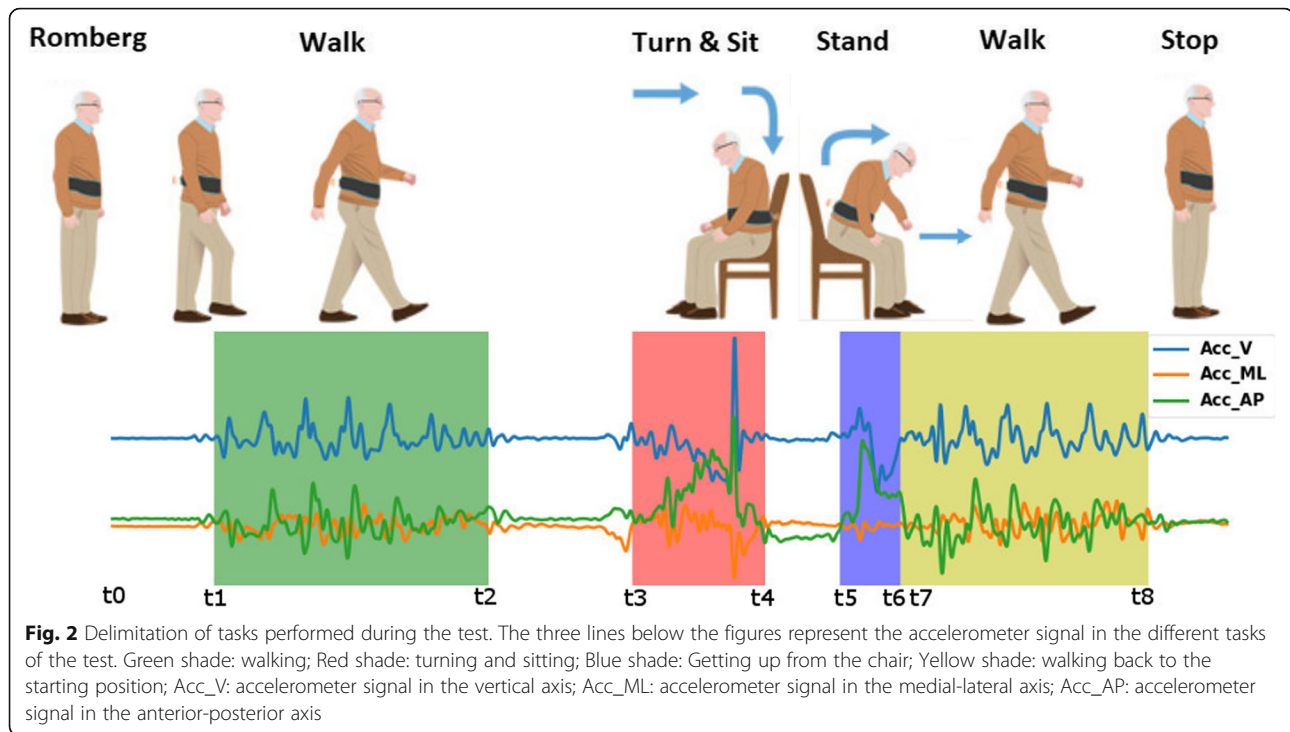 Romberg Walk Turn & Sit Stand Walk Stop
Acc_V
Acc_ML
Acc_AP
t0 t1 t2 t3 t4 t5 t6 t7 t8
Fig. 2 Delimitation of tasks performed during the test. The three lines below the figures represent the accelerometer signal in the different tasks
of the test. Green shade: walking; Red shade: turning and sitting; Blue shade: Getting up from the chair; Yellow shade: walking back to the
starting position; Acc_V: accelerometer signal in the vertical axis; Acc_ML: accelerometer signal in the medial-lateral axis; Acc_AP: accelerometer
signal in the anterior-posterior axis